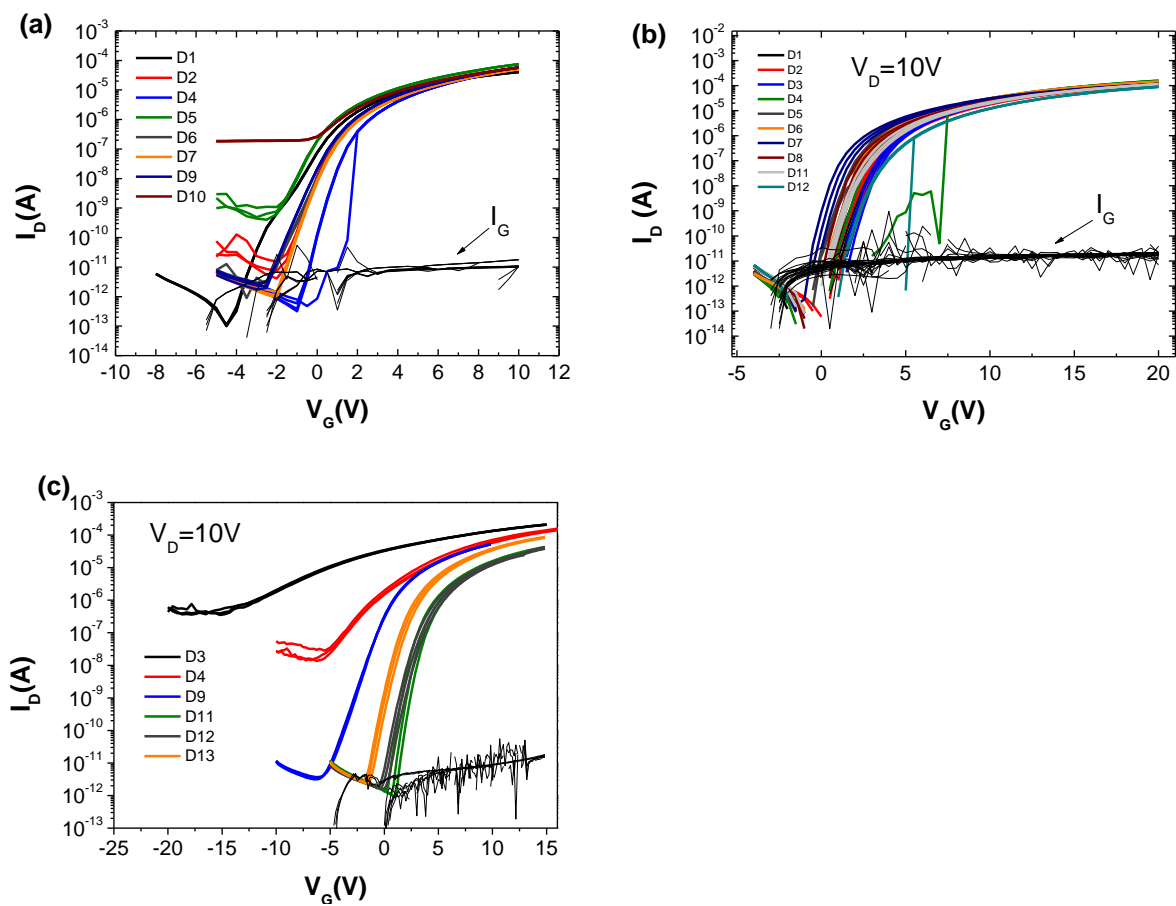 (a)
10^-3
10^-4
10^-5
10^-6
10^-7
10^-8
10^-9
10^-10
10^-11
10^-12
10^-13
10^-14
I_D(A)
D1
D2
D4
D5
D6
D7
D9
D10
I_G
-10 -8 -6 -4 -2 0 2 4 6 8 10 12
V_G(V)
(b)
10^-2
10^-3
10^-4
10^-5
10^-6
10^-7
10^-8
10^-9
10^-10
10^-11
10^-12
10^-13
10^-14
I_D(A)
D1
D2
D3
D4
D5
D6
D7
D8
D11
D12
V_D=10V
I_G
-5 0 5 10 15 20
V_G(V)
(c)
10^-3
10^-4
10^-5
10^-6
10^-7
10^-8
10^-9
10^-10
10^-11
10^-12
10^-13
I_D(A)
V_D=10V
D3
D4
D9
D11
D12
D13
-25 -20 -15 -10 -5 0 5 10 15
V_G(V)